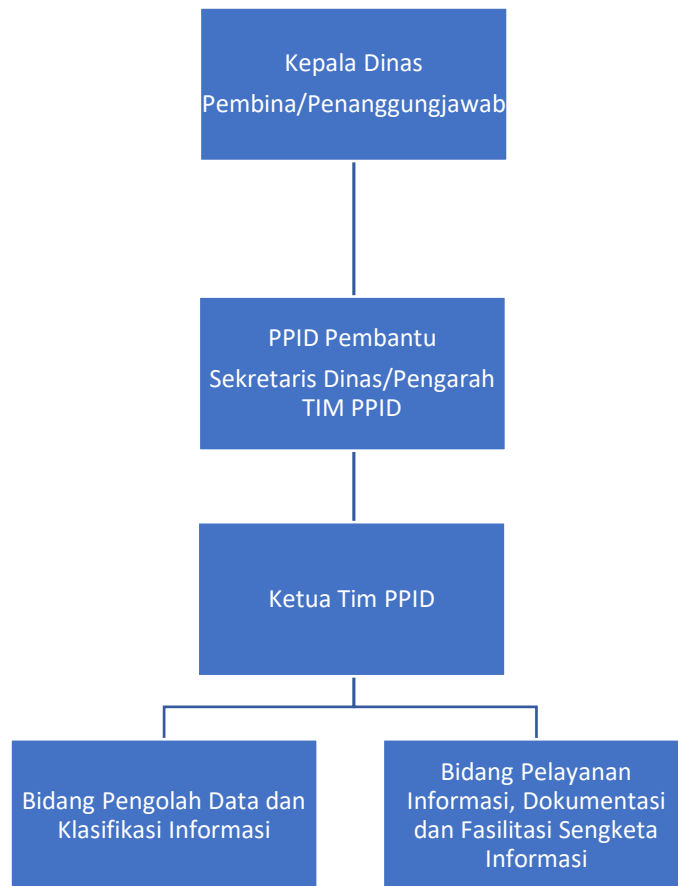 Kepala Dinas
Pembina/Penanggungjawab
PPID Pembantu
Sekretaris Dinas/Pengarah
TIM PPID
Ketua Tim PPID
Bidang Pengolah Data dan
Klasifikasi Informasi
Bidang Pelayanan
Informasi, Dokumentasi
dan Fasilitasi Sengketa
Informasi